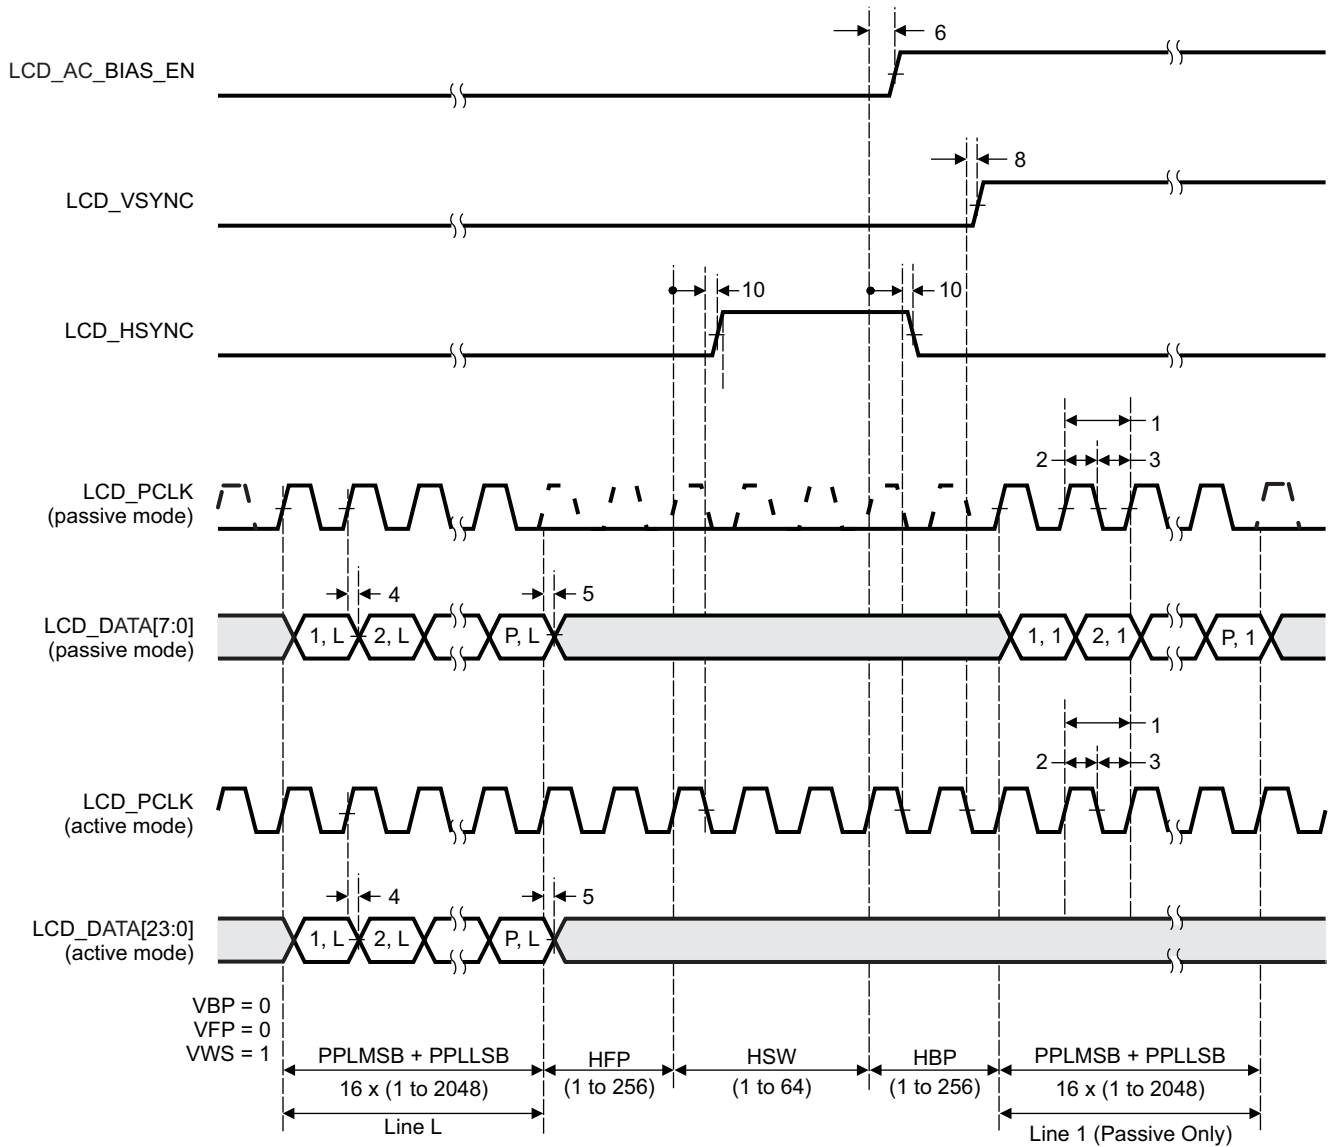 6
LCD_AC_BIAS_EN
8
LCD_VSYNC
10 10
LCD_HSYNC
1
2 3
LCD_PCLK
(passive mode)
4 5
LCD_DATA[7:0]
(passive mode)
1, L 2, L P, L 1, 1 2, 1 P, 1
1
2 3
LCD_PCLK
(active mode)
4 5
LCD_DATA[23:0]
(active mode)
1, L 2, L P, L
VBP = 0
VFP = 0
VWS = 1
PPLMSB + PPLLSB HFP HSW HBP PPLMSB + PPLLSB
16 x (1 to 2048) (1 to 256) (1 to 64) (1 to 256) 16 x (1 to 2048)
Line L Line 1 (Passive Only)